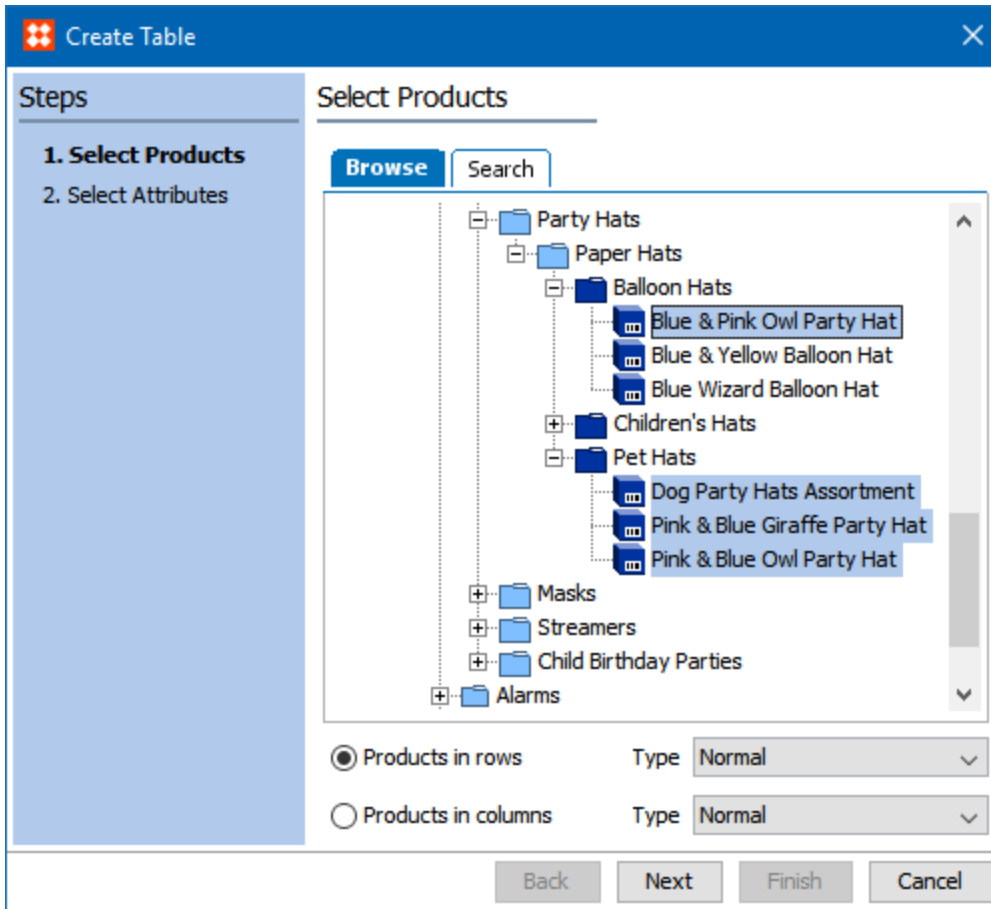 Create Table
Steps
1. Select Products
2. Select Attributes
Select Products
Browse
Search
Party Hats
Paper Hats
Balloon Hats
Blue & Pink Owl Party Hat
Blue & Yellow Balloon Hat
Blue Wizard Balloon Hat
Children's Hats
Pet Hats
Dog Party Hats Assortment
Pink & Blue Giraffe Party Hat
Pink & Blue Owl Party Hat
Masks
Streamers
Child Birthday Parties
Alarms
Products in rows Type Normal
Products in columns Type Normal
Back Next Finish Cancel